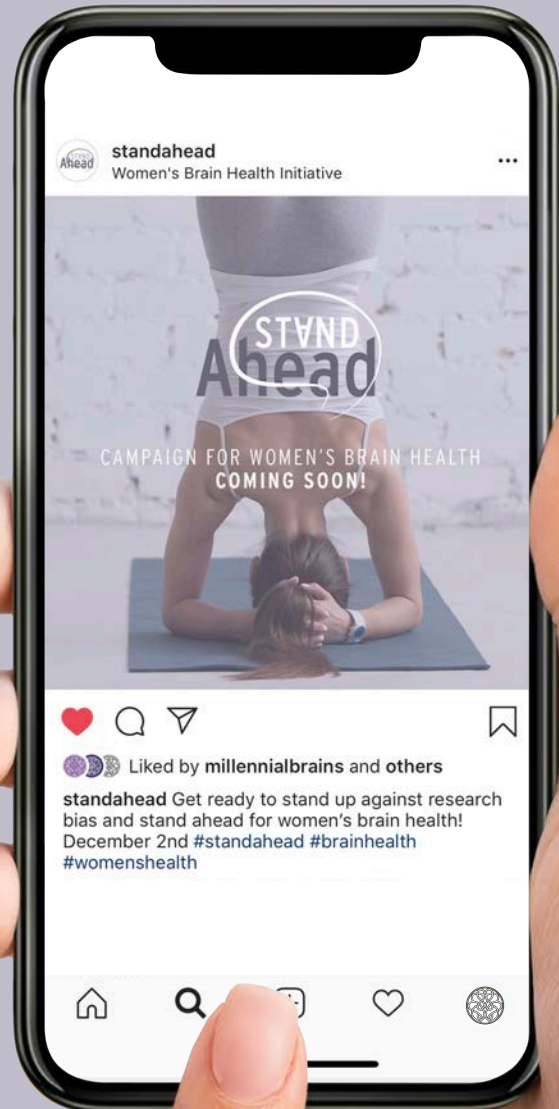 STAND
Ahead
standahead
Women's Brain Health Initiative
STAND
Ahead
CAMPAIGN FOR WOMEN'S BRAIN HEALTH
COMING SOON!
Liked by millennialbrains and others
standahead Get ready to stand up against research
bias and stand ahead for women's brain health!
December 2nd #standahead #brainhealth
#womenshealth